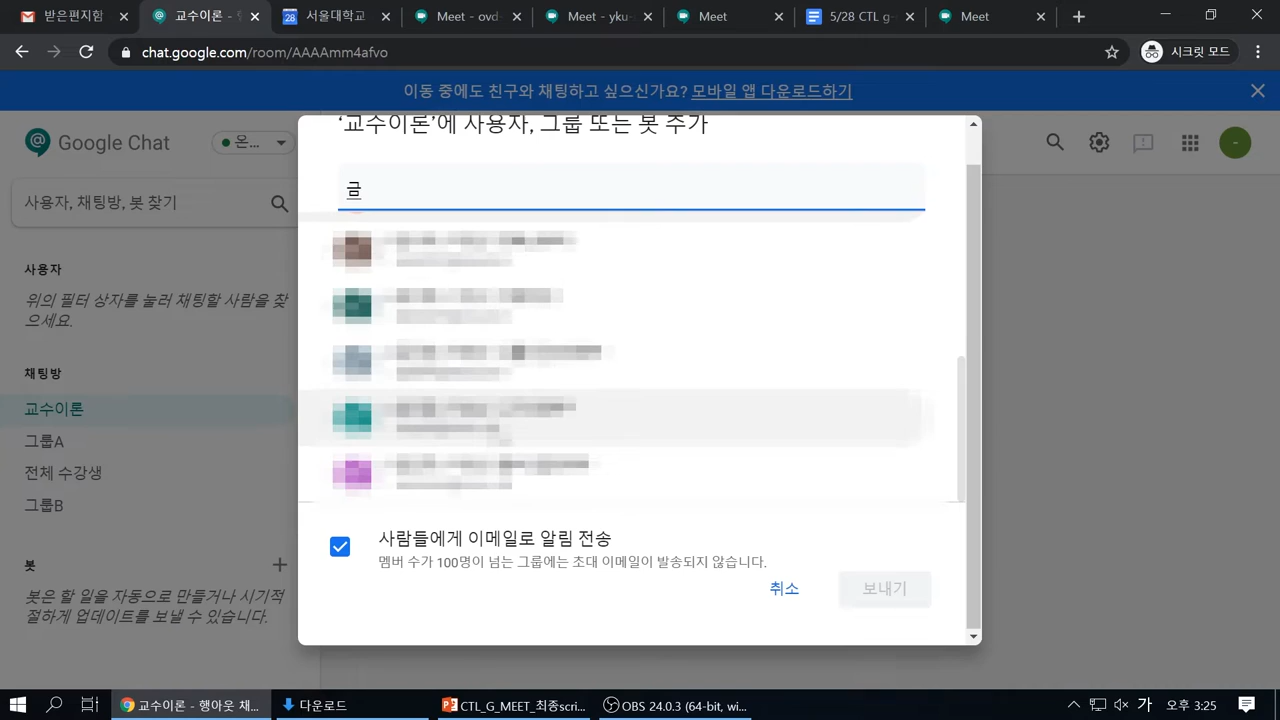 받은편지함
교수이론 -
서울대학교
Meet - ovd
Meet - yku-
Meet
5/28 CTL g
Meet
chat.google.com/room/AAAAmm4afvo
시크릿 모드
이동 중에도 친구와 채팅하고 싶으신가요? 모바일 앱 다운로드하기
Google Chat
온...
사용자, 채팅방, 봇 찾기
사용자
위의 필터 상자를 눌러 채팅할 사람을 찾
으세요.
채팅방
교수이론
그룹A
전체 수강생
그룹B
봇
봇은 할 일을 자동으로 만들거나 시기적
절하게 업데이트를 보낼 수 있습니다.
'교수이론'에 사용자, 그룹 또는 봇 추가
금
사람들에게 이메일로 알림 전송
멤버 수가 100명이 넘는 그룹에는 초대 이메일이 발송되지 않습니다.
취소
보내기
교수이론 - 행아웃 채...
다운로드
CTL_G_MEET_최종scri...
OBS 24.0.3 (64-bit, wi...
가
오후 3:25